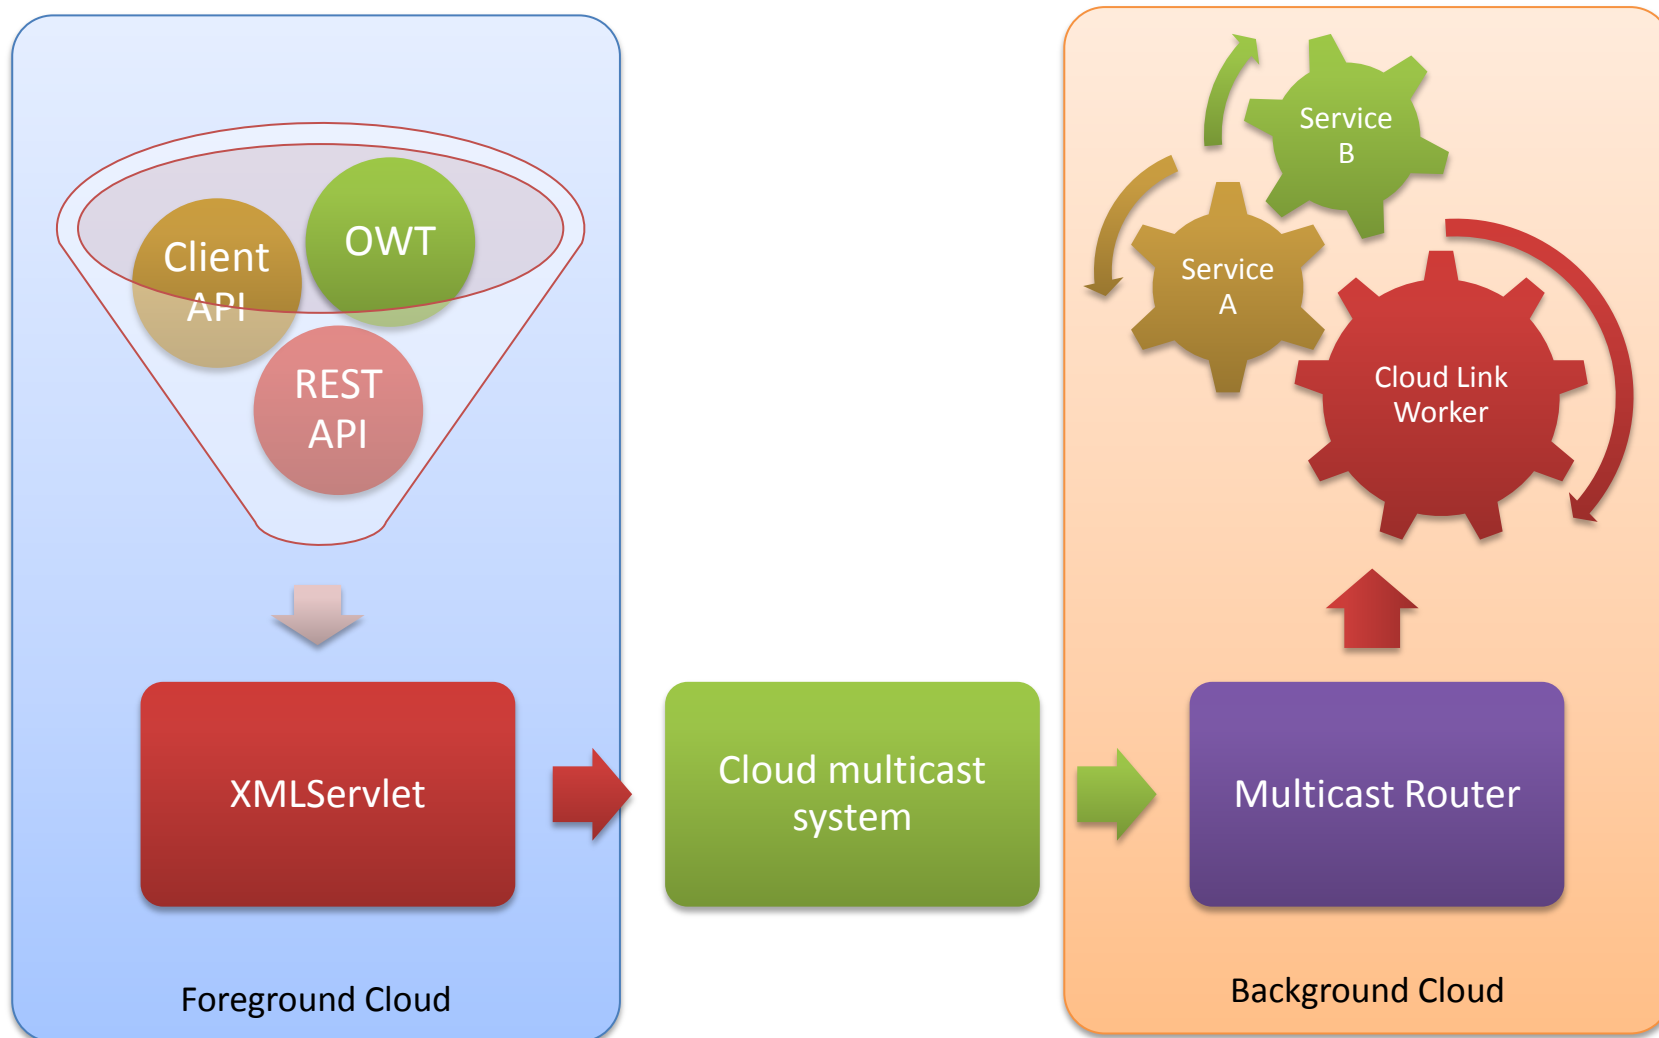 Client
API
OWT
REST
API
XMLServlet
Foreground Cloud
Cloud multicast
system
Service
B
Service
A
Cloud Link
Worker
Multicast Router
Background Cloud